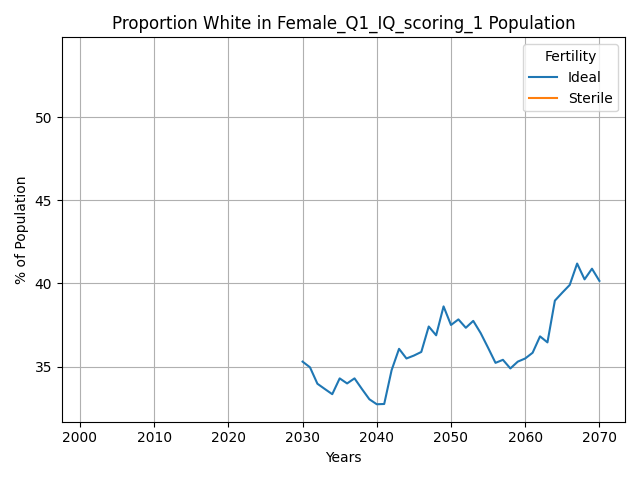 Proportion White in Female_Q1_IQ_scoring_1 Population
Fertility
Ideal
Sterile
50
45
40
35
% of Population
2000 2010 2020 2030 2040 2050 2060 2070
Years